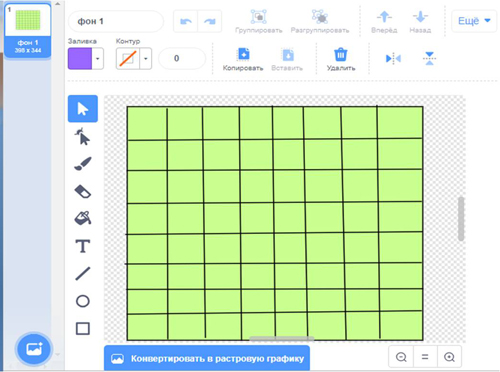 1
фон 1
398 x 344
фон 1
Группировать
Разгруппировать
Вперёд
Назад
Ещё
Заливка
Контур
0
Копировать
Вставить
Удалить
T
Конвертировать в растровую графику